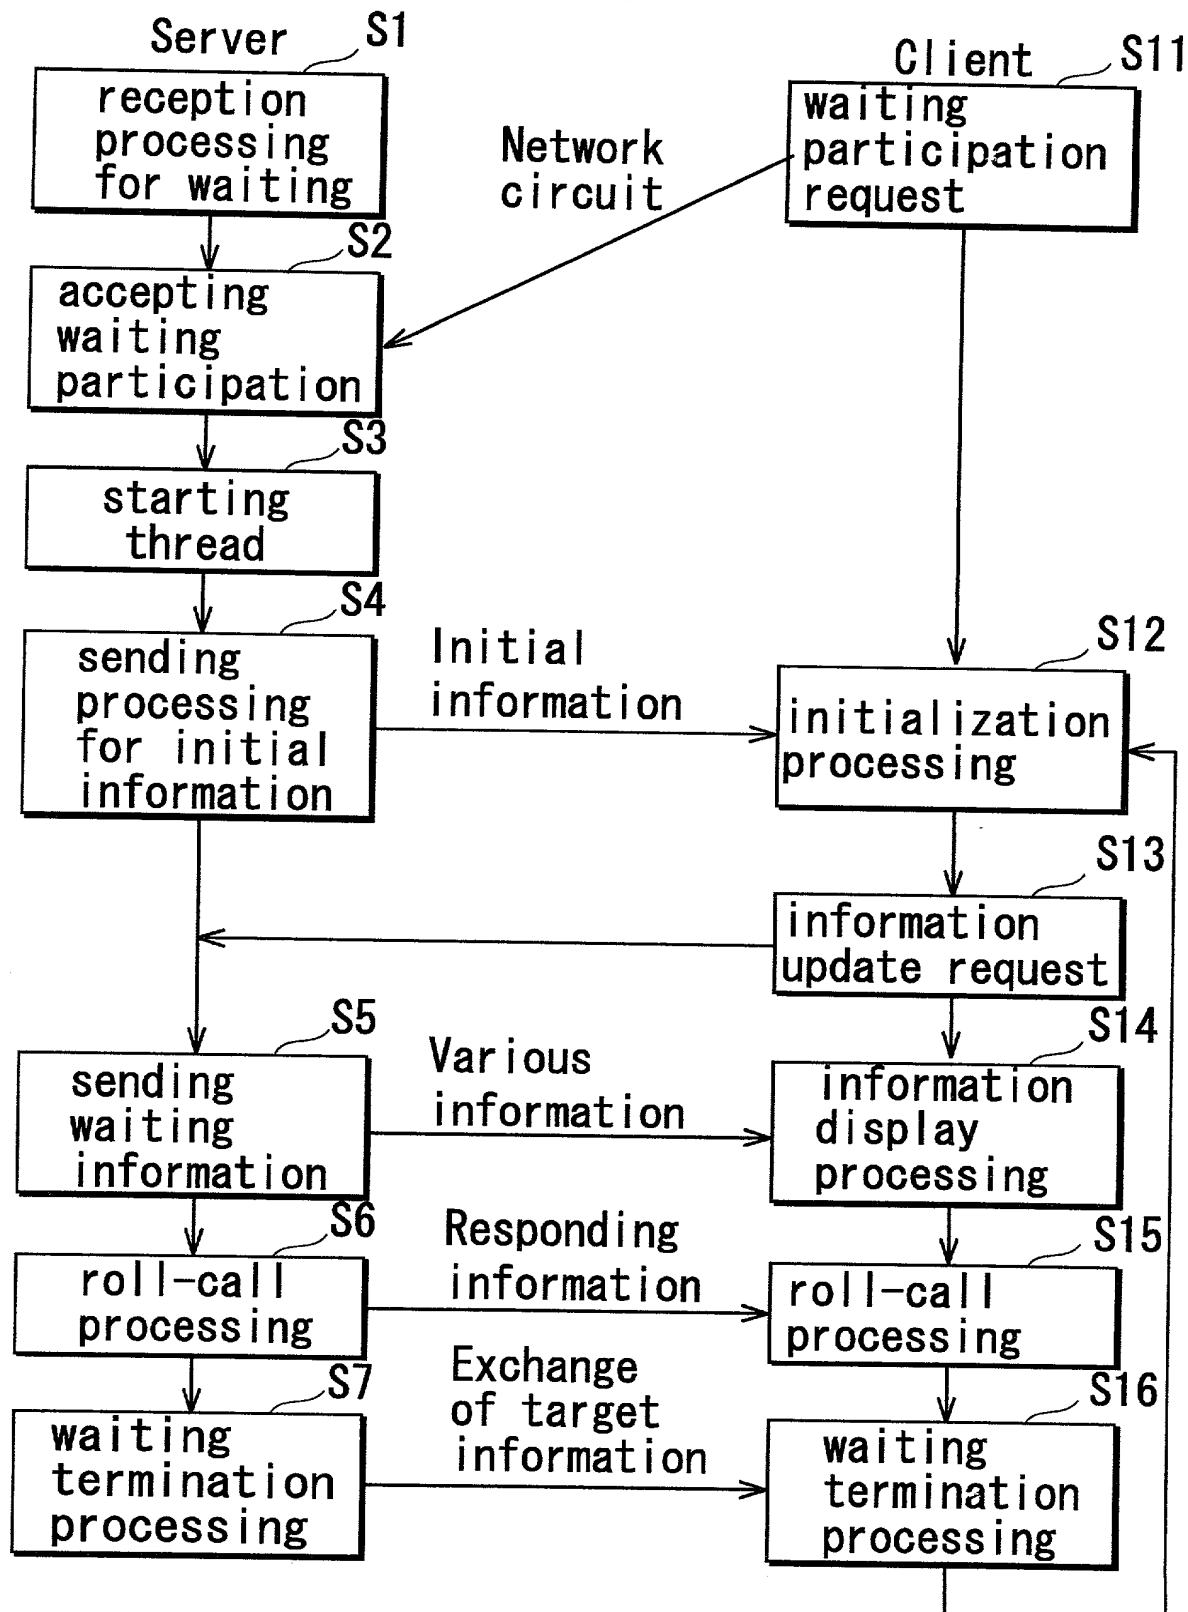 Server
S1
reception
processing
for waiting
Client
S11
waiting
participation
request
Network
circuit
S2
accepting
waiting
participation
S3
starting
thread
S4
sending
processing
for initial
information
Initial
information
S12
initialization
processing
S13
information
update request
S5
sending
waiting
information
Various
information
S14
information
display
processing
S6
roll-call
processing
Responding
information
S15
roll-call
processing
S7
waiting
termination
processing
Exchange
of target
information
S16
waiting
termination
processing